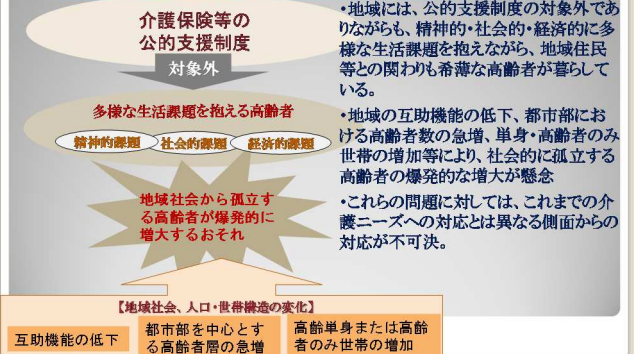 介護保険等の
公的支援制度
対象外
多様な生活課題を抱える高齢者
精神的課題
社会的課題
経済的課題
地域社会から孤立す
る高齢者が爆発的に
増大するおそれ
【地域社会、人口・世帯構造の変化】
互助機能の低下
都市部を中心とす
る高齢者層の急増
高齢単身または高齢
者のみ世帯の増加
・地域には、公的支援制度の対象外であ
りながらも、精神的・社会的・経済的に多
様な生活課題を抱えながら、地域住民
等との関わりも希薄な高齢者が暮らして
いる。
・地域の互助機能の低下、都市部にお
ける高齢者数の急増、単身・高齢者のみ
世帯の増加等により、社会的に孤立する
高齢者の爆発的な増大が懸念
・これらの問題に対しては、これまでの介
護ニーズへの対応とは異なる側面からの
対応が不可決。